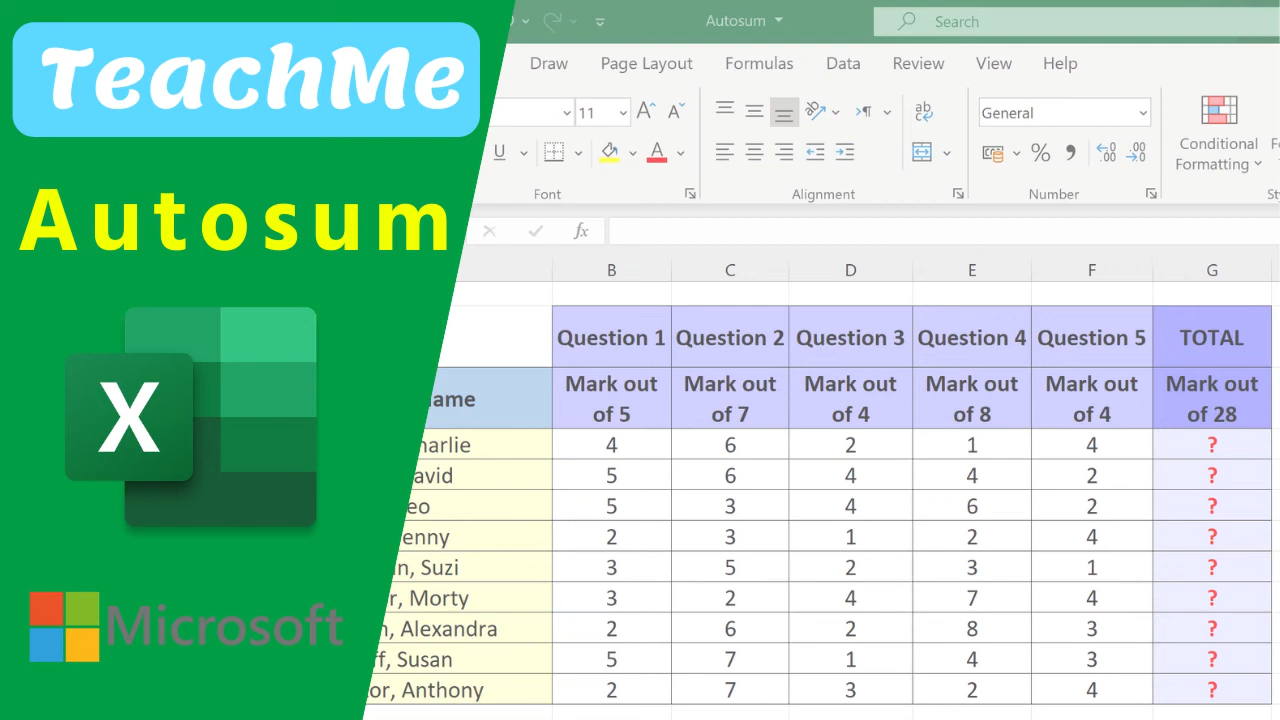 TeachMe
Autosum
X
Microsoft
Autosum
Search
Draw Page Layout Formulas Data Review View Help
11 A A ab General
U A % Conditional Formatting
Font Alignment Number
fx
B C D E F G
Question 1 Question 2 Question 3 Question 4 Question 5 TOTAL
Mark out of 5 Mark out of 7 Mark out of 4 Mark out of 8 Mark out of 4 Mark out of 28
4 6 2 1 4 ?
5 6 4 4 2 ?
5 3 4 6 2 ?
2 3 1 2 4 ?
Suzi 3 5 2 3 1 ?
Morty 3 2 4 7 4 ?
Alexandra 2 6 2 8 3 ?
Susan 5 7 1 4 3 ?
Anthony 2 7 3 2 4 ?